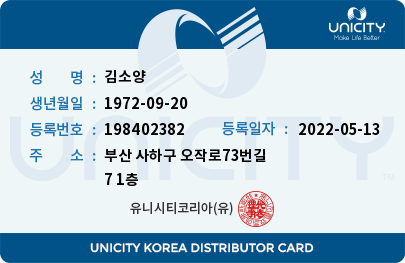 UNICITY
Make Life Better
성 명 : 김소양
생년월일 : 1972-09-20
등록번호 : 198402382 등록일자 : 2022-05-13
주 소 : 부산 사하구 오작로73번길
7 1층
UNICITY
TM
유니시티코리아(유)
UNICITY KOREA DISTRIBUTOR CARD